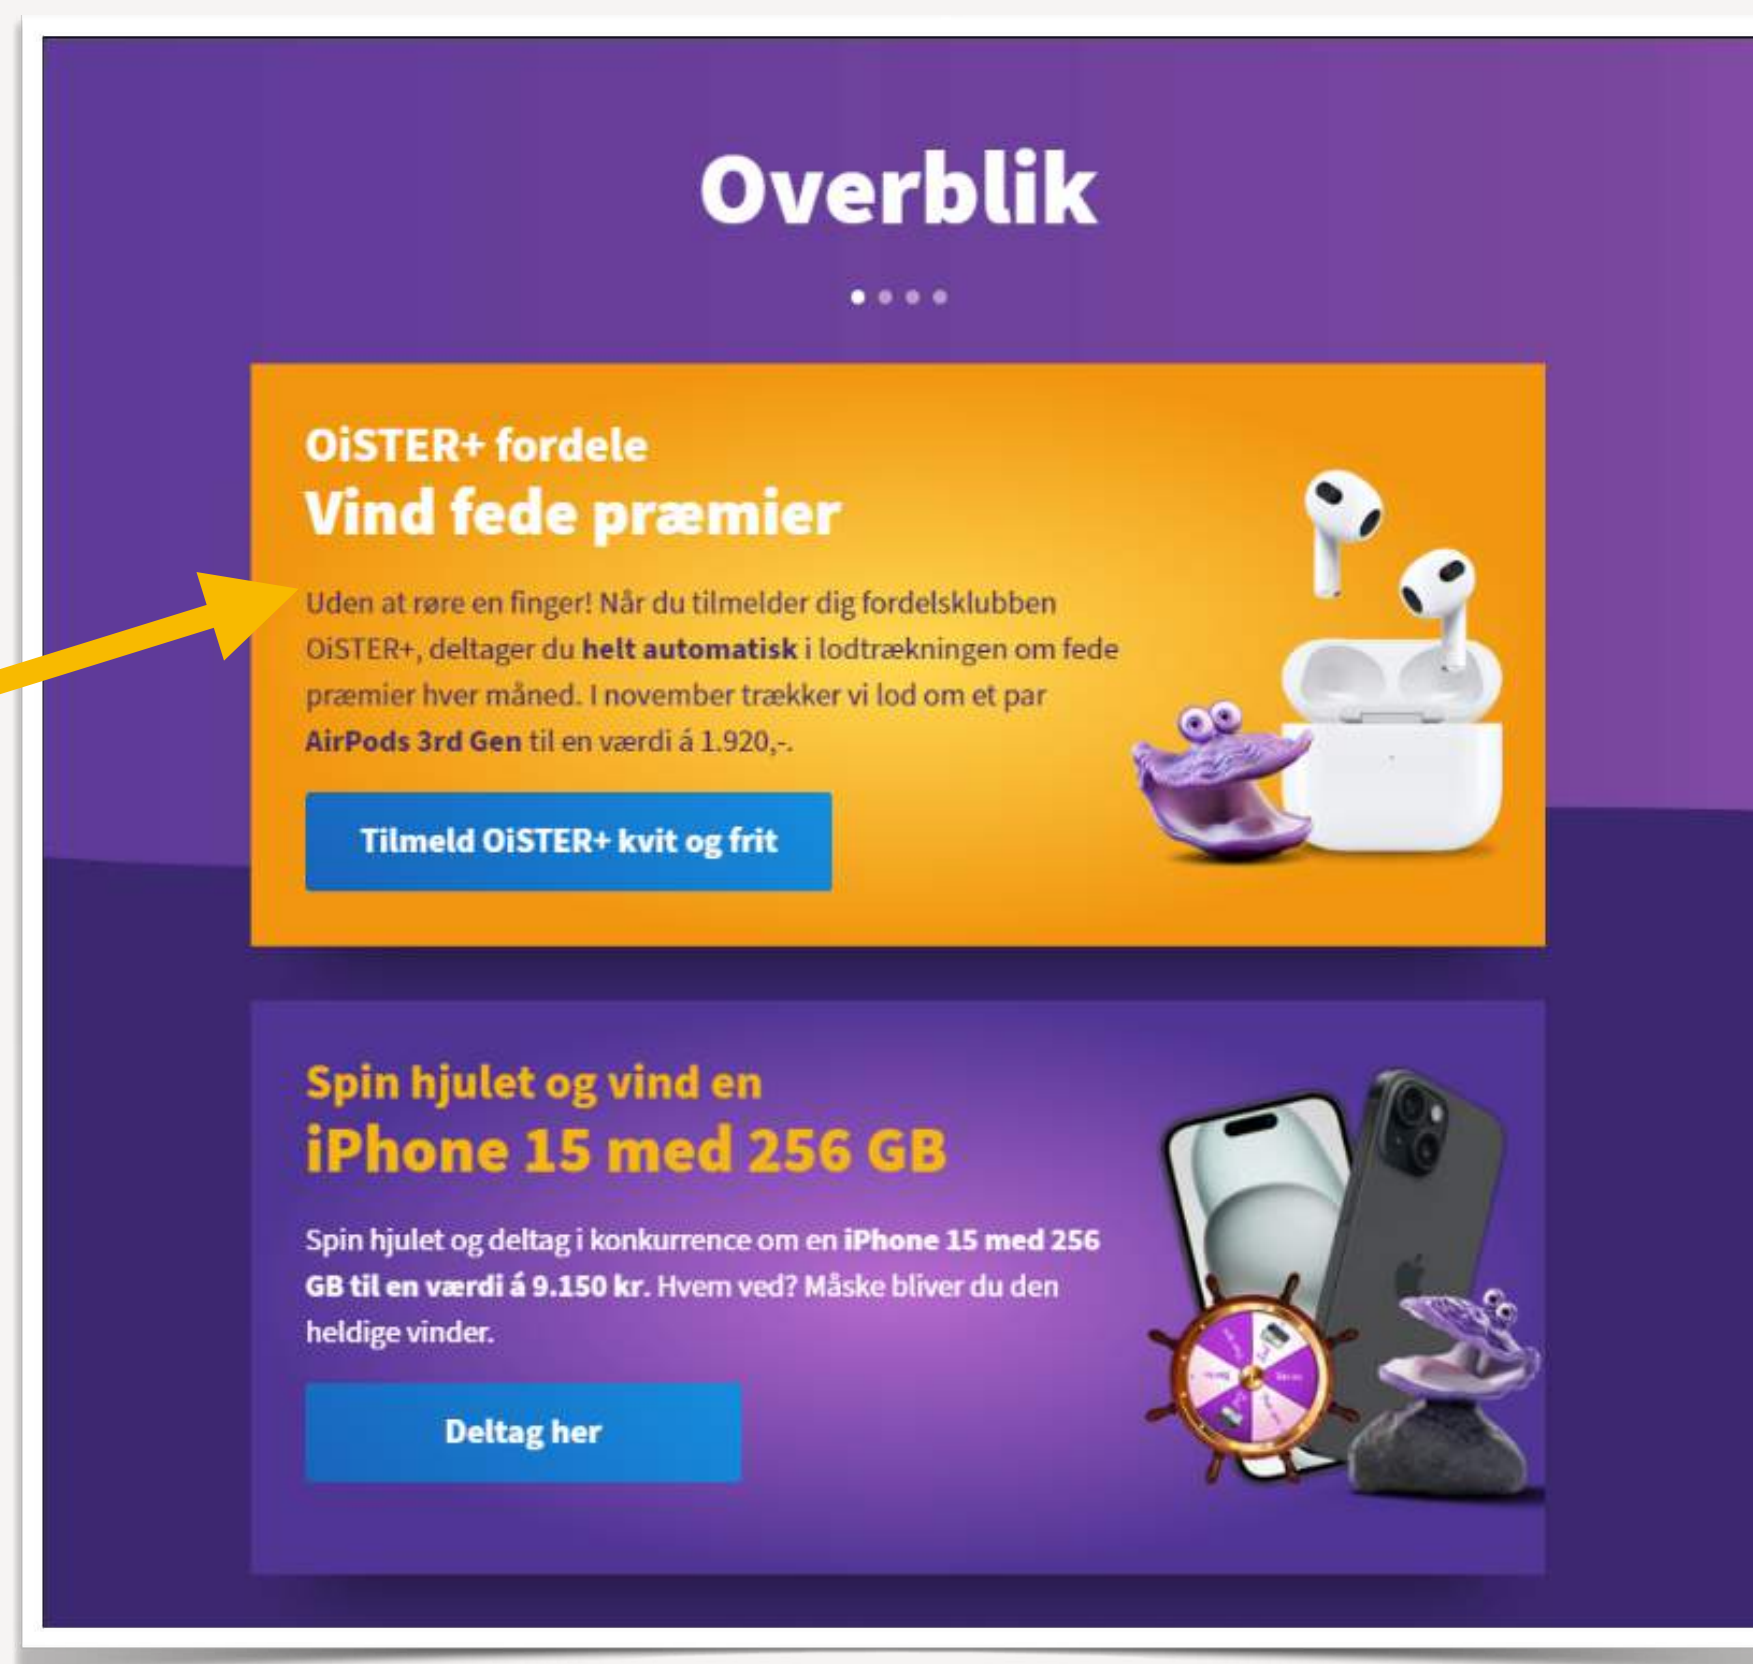 Overblik
OiSTER+ fordele
Vind fede præmier
Uden at røre en finger! Når du tilmelder dig fordelsklubben
OiSTER+, deltager du helt automatisk i lodtrækningen om fede
præmier hver måned. I november trækker vi lod om et par
AirPods 3rd Gen til en værdi á 1.920,-.
Tilmeld OiSTER+ kvit og frit
Spin hjulet og vind en
iPhone 15 med 256 GB
Spin hjulet og deltag i konkurrence om en iPhone 15 med 256
GB til en værdi á 9.150 kr. Hvem ved? Måske bliver du den
heldige vinder.
Deltag her